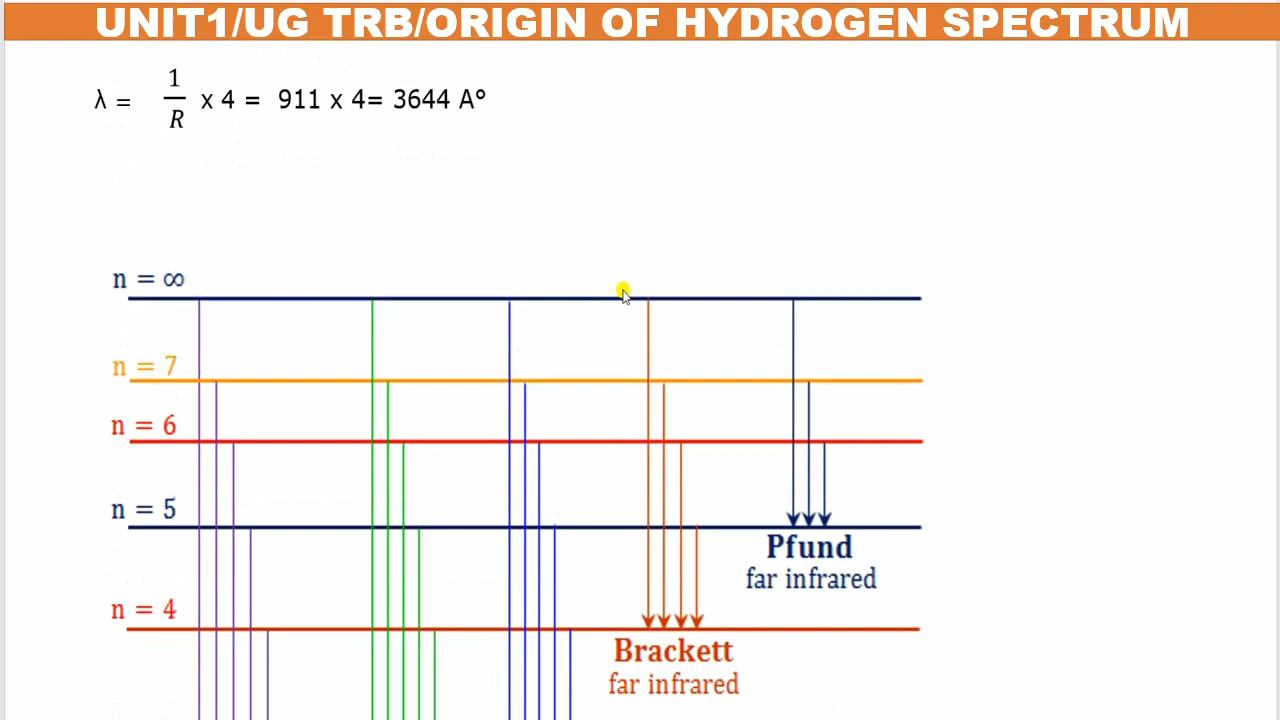 UNIT1/UG TRB/ORIGIN OF HYDROGEN SPECTRUM
λ = 1/R x 4 = 911 x 4= 3644 A°
n = ∞
n = 7
n = 6
n = 5
Pfund
far infrared
n = 4
Brackett
far infrared